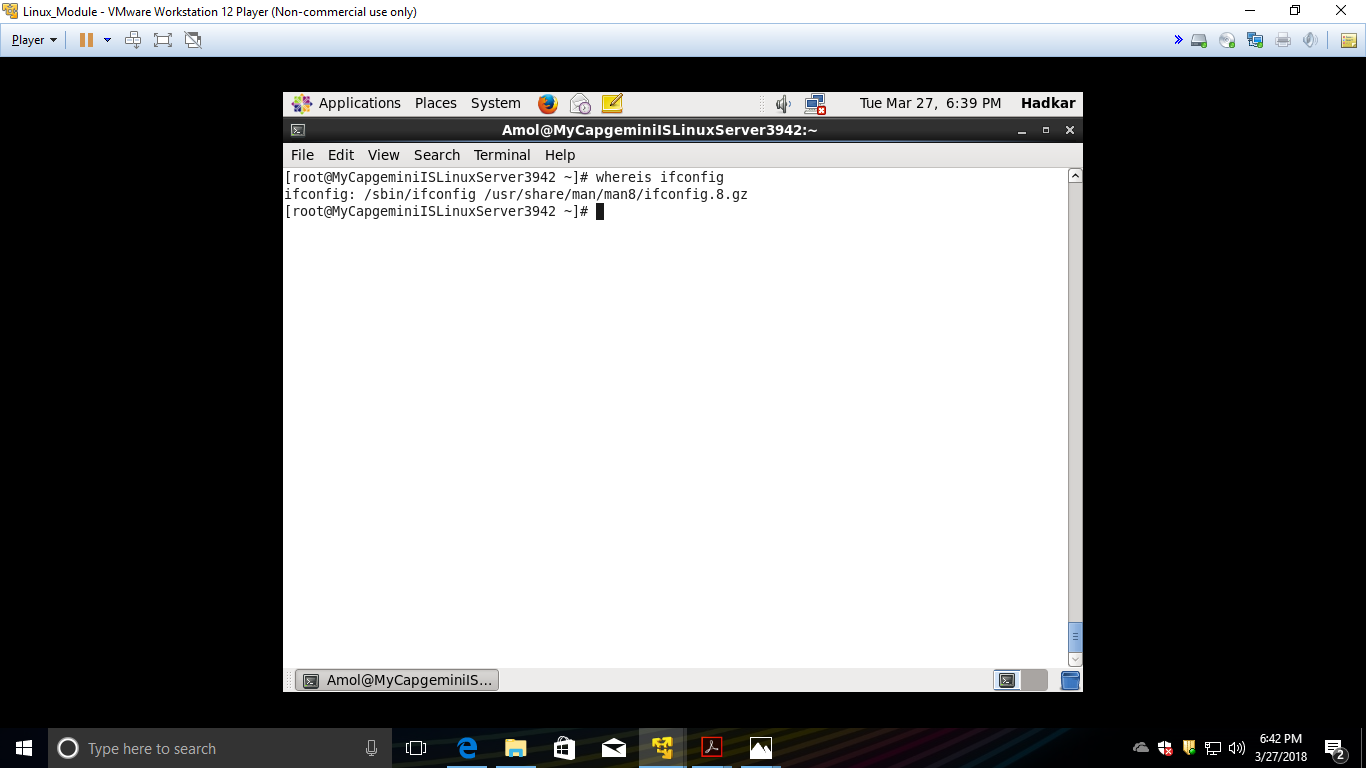 Linux_Module - VMware Workstation 12 Player (Non-commercial use only)
Player
Applications Places System Tue Mar 27, 6:39 PM Hadkar
Amol@MyCapgeminiISLinuxServer3942:~
File Edit View Search Terminal Help
[root@MyCapgeminiISLinuxServer3942 ~]# whereis ifconfig
ifconfig: /sbin/ifconfig /usr/share/man/man8/ifconfig.8.gz
[root@MyCapgeminiISLinuxServer3942 ~]#
Amol@MyCapgeminiIS...
Type here to search
6:42 PM
3/27/2018
2